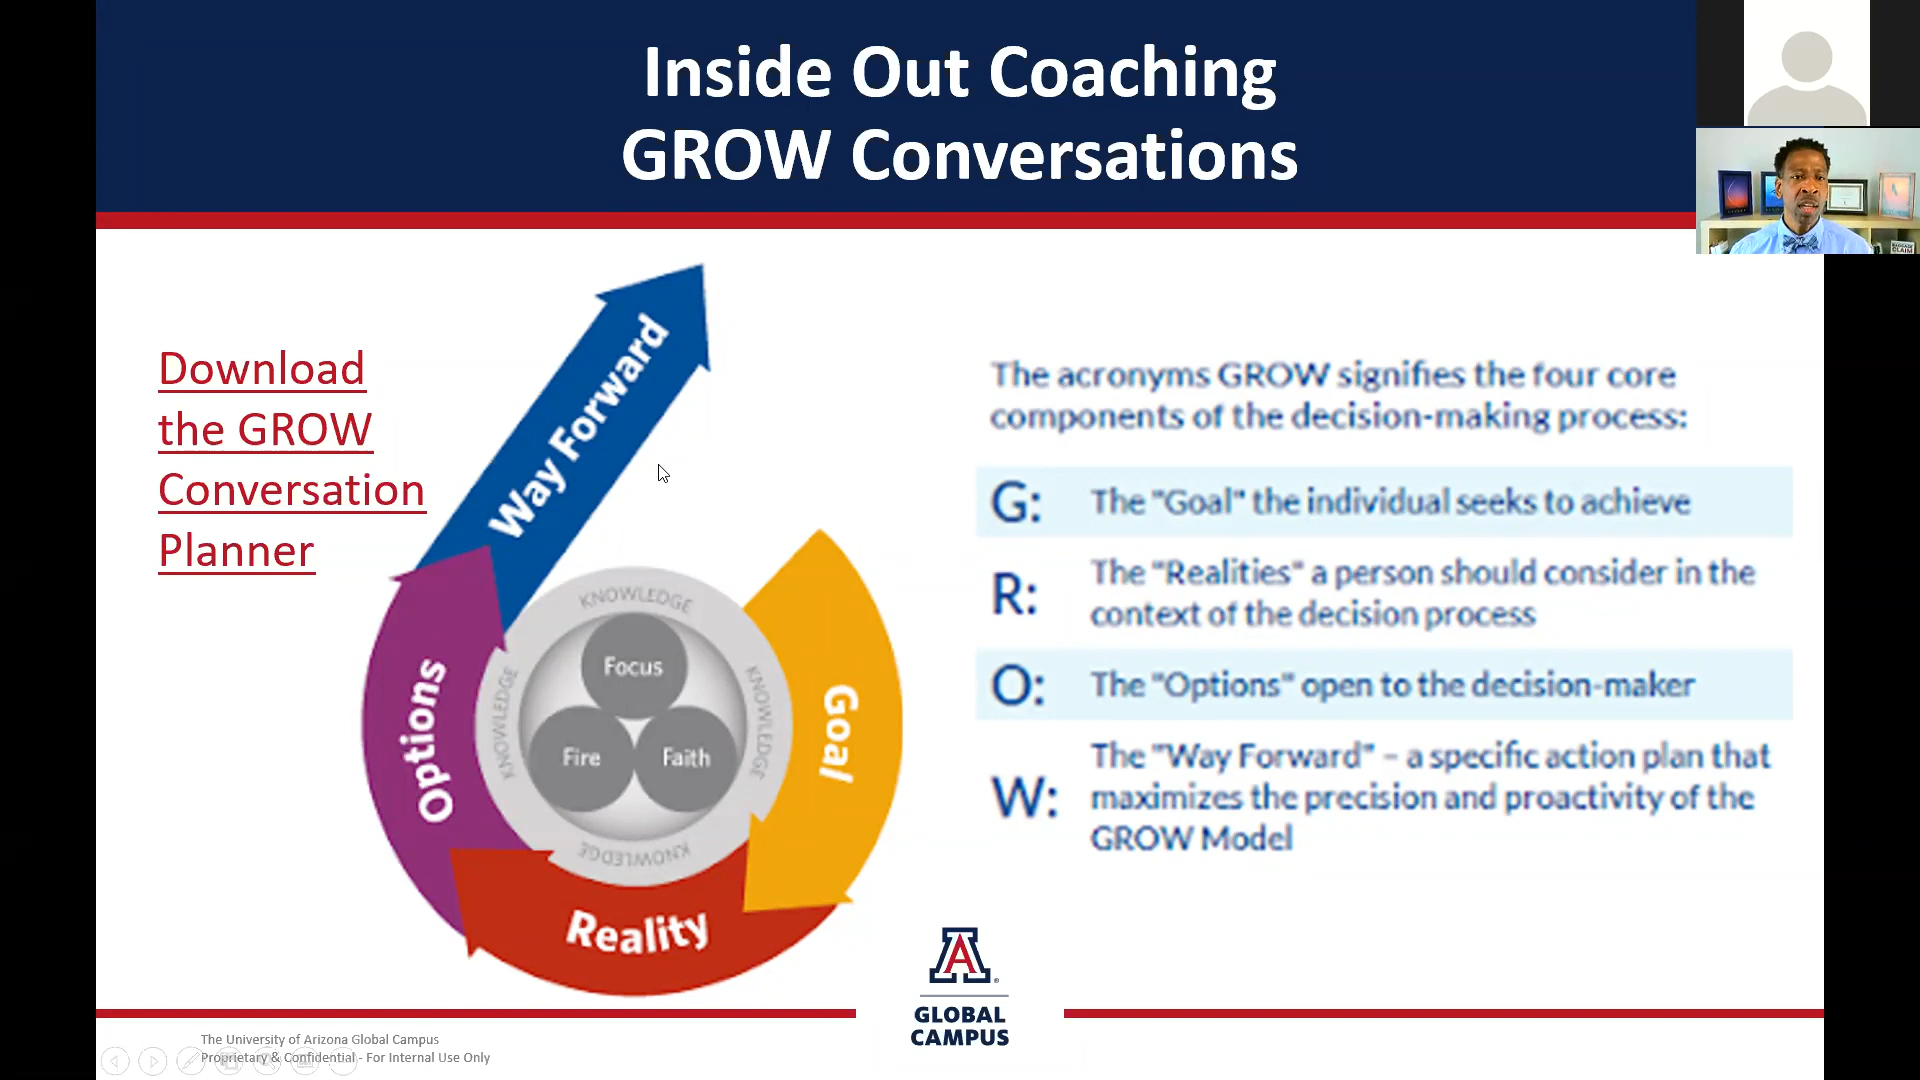 Inside Out Coaching
GROW Conversations
Download
the GROW
Conversation
Planner
Way Forward
Options
Reality
Goal
KNOWLEDGE
KNOWLEDGE
KNOWLEDGE
KNOWLEDGE
Focus
Fire
Faith
The acronyms GROW signifies the four core
components of the decision-making process:
G: The "Goal" the individual seeks to achieve
R: The "Realities" a person should consider in the
context of the decision process
O: The "Options" open to the decision-maker
W: The "Way Forward" – a specific action plan that
maximizes the precision and proactivity of the
GROW Model
A
GLOBAL
CAMPUS
The University of Arizona Global Campus
Proprietary & Confidential - For Internal Use Only
CLAIM